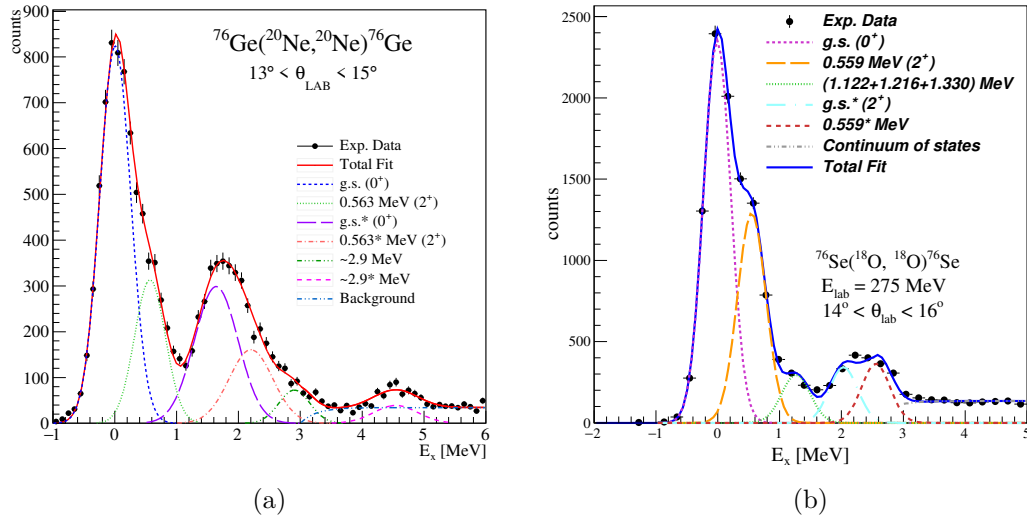 counts
900
800
700
600
500
400
300
200
100
0
−1 0 1 2 3 4 5 6
E_x [MeV]
⁷⁶Ge(²⁰Ne,²⁰Ne)⁷⁶Ge
13° < θ_LAB < 15°
Exp. Data
Total Fit
g.s. (0⁺)
0.563 MeV (2⁺)
g.s.* (0⁺)
0.563* MeV (2⁺)
~2.9 MeV
~2.9* MeV
Background
(a)
counts
2500
2000
1500
1000
500
0
−2 −1 0 1 2 3 4 5
E_x [MeV]
Exp. Data
g.s. (0⁺)
0.559 MeV (2⁺)
(1.122+1.216+1.330) MeV
g.s.* (2⁺)
0.559* MeV
Continuum of states
Total Fit
⁷⁶Se(¹⁸O, ¹⁸O)⁷⁶Se
E_lab = 275 MeV
14° < θ_lab < 16°
(b)